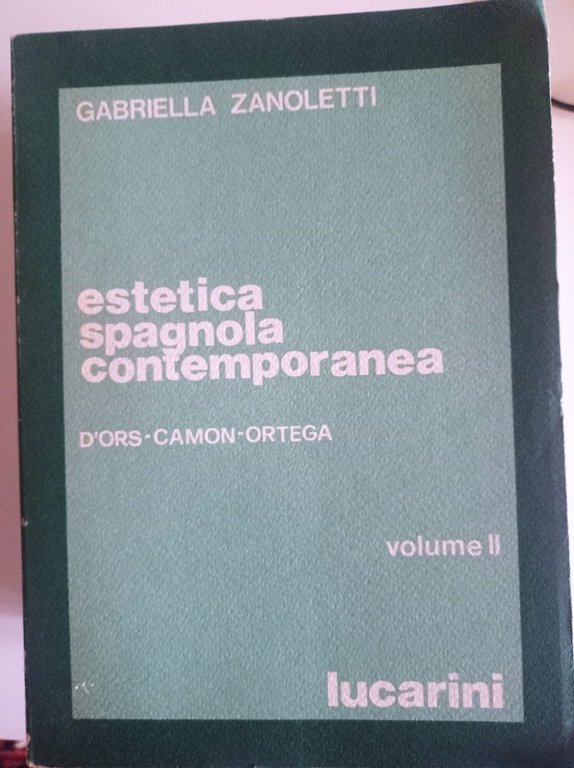 GABRIELLA ZANOLETTI
estetica
spagnola
contemporanea
D'ORS-CAMON-ORTEGA
volume II
lucarini